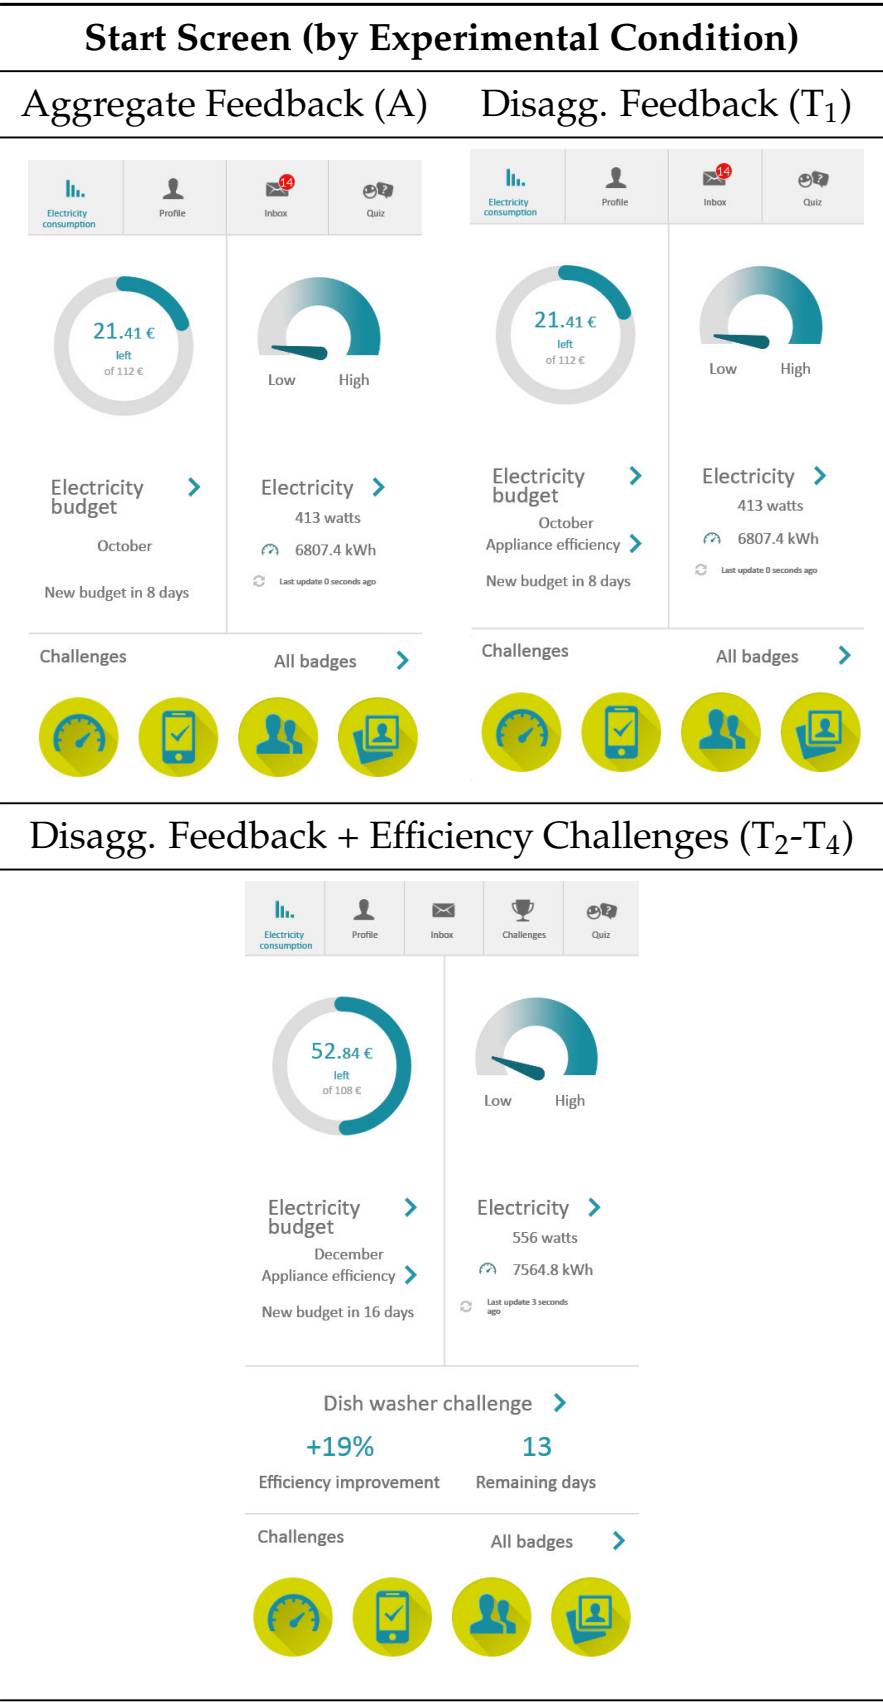 Start Screen (by Experimental Condition)
Aggregate Feedback (A)
Disagg. Feedback (T₁)
Electricity
consumption
Profile
14
Inbox
Quiz
21.41 €
left
of 112 €
Low
High
Electricity
budget
October
New budget in 8 days
Electricity
413 watts
6807.4 kWh
Last update 0 seconds ago
Challenges
All badges
Electricity
consumption
Profile
14
Inbox
Quiz
21.41 €
left
of 112 €
Low
High
Electricity
budget
October
Appliance efficiency
New budget in 8 days
Electricity
413 watts
6807.4 kWh
Last update 0 seconds ago
Challenges
All badges
Disagg. Feedback + Efficiency Challenges (T₂-T₄)
Electricity
consumption
Profile
Inbox
Challenges
Quiz
52.84 €
left
of 108 €
Low
High
Electricity
budget
December
Appliance efficiency
New budget in 16 days
Electricity
556 watts
7564.8 kWh
Last update 3 seconds
ago
Dish washer challenge
+19%
Efficiency improvement
13
Remaining days
Challenges
All badges